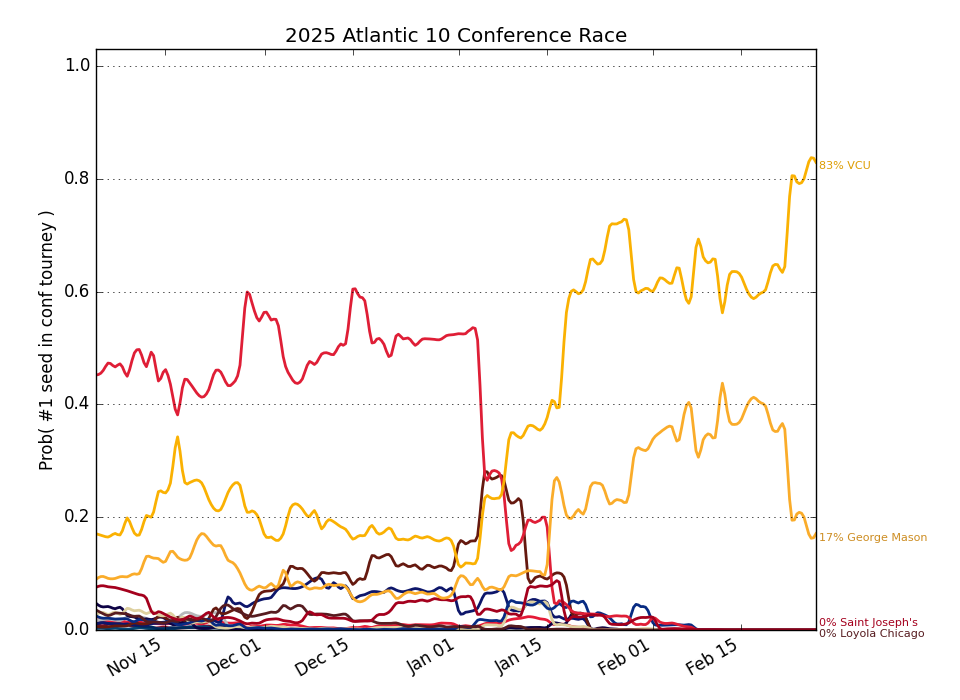 2025 Atlantic 10 Conference Race
Prob( #1 seed in conf tourney )
1.0
0.8
0.6
0.4
0.2
0.0
Nov 15
Dec 01
Dec 15
Jan 01
Jan 15
Feb 01
Feb 15
83% VCU
17% George Mason
0% Saint Joseph's
0% Loyola Chicago